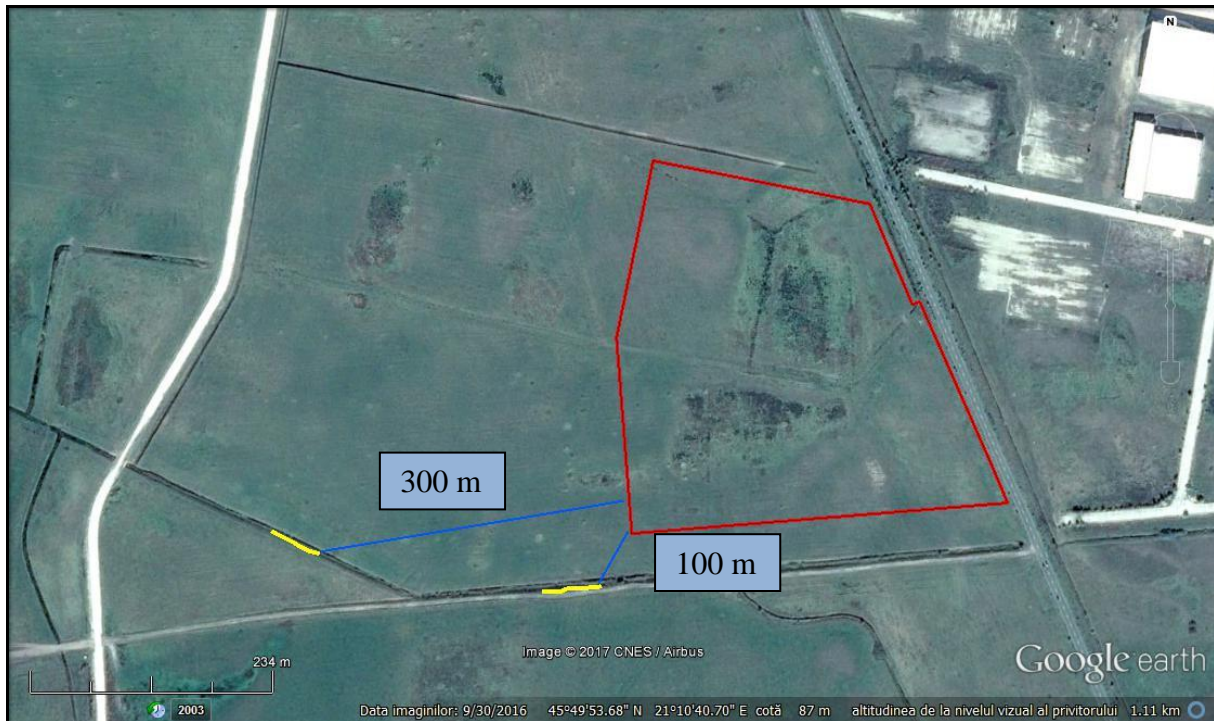 N
300 m
100 m
Image © 2017 CNES / Airbus
234 m
Google earth
2003
Data imaginilor: 9/30/2016 45°49'53.68" N 21°10'40.70" E cotă 87 m altitudinea de la nivelul vizual al privitorului 1.11 km